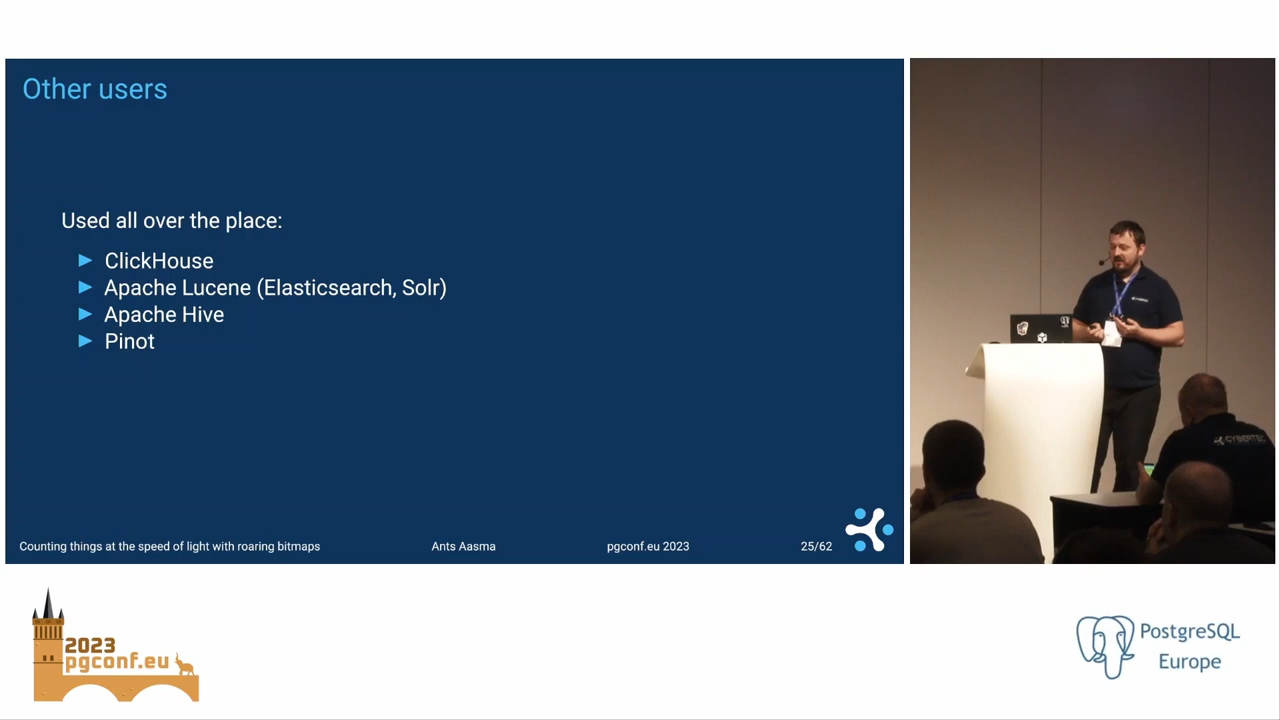 Other users
Used all over the place:
ClickHouse
Apache Lucene (Elasticsearch, Solr)
Apache Hive
Pinot
Counting things at the speed of light with roaring bitmaps
Ants Aasma
pgconf.eu 2023
25/62
CYBERTEC
2023
pgconf.eu
PostgreSQL
Europe